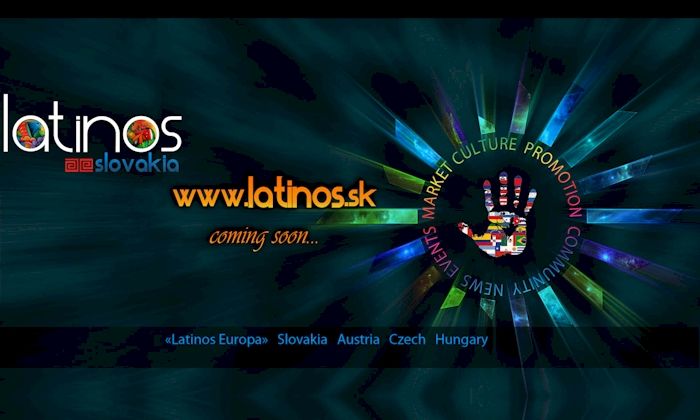 latinos
slovakia
www.latinos.sk
coming soon...
MARKET CULTURE PROMOTION COMMUNITY NEWS EVENTS
«Latinos Europa» Slovakia Austria Czech Hungary